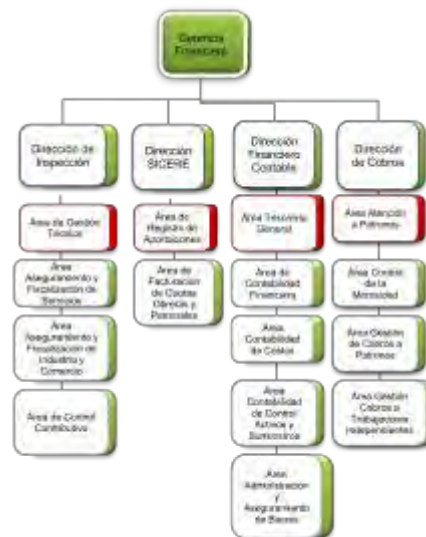 Gerencia
Financiera
Dirección de
Inspección
Dirección
SICERE
Dirección
Financiero
Contable
Dirección
de Cobros
Área de Gestión
Técnica
Área de
Registro de
Aportaciones
Área Tesorería
General
Área Atención
a Patronos
Área
Aseguramiento y
Fiscalización de
Servicios
Área de
Facturación
de Cuotas
Obreras y
Patronales
Área de
Contabilidad
Financiera
Área Control
de la
Morosidad
Área
Aseguramiento y
Fiscalización de
Industria y
Comercio
Área
Contabilidad
de Costos
Área Gestión
de Cobros a
Patronos
Área de Control
Contributivo
Área
Contabilidad
de Control
Activos y
Suministros
Área Gestión
Cobros a
Trabajadores
Independientes
Área
Administración
y
Aseguramiento
de Bienes